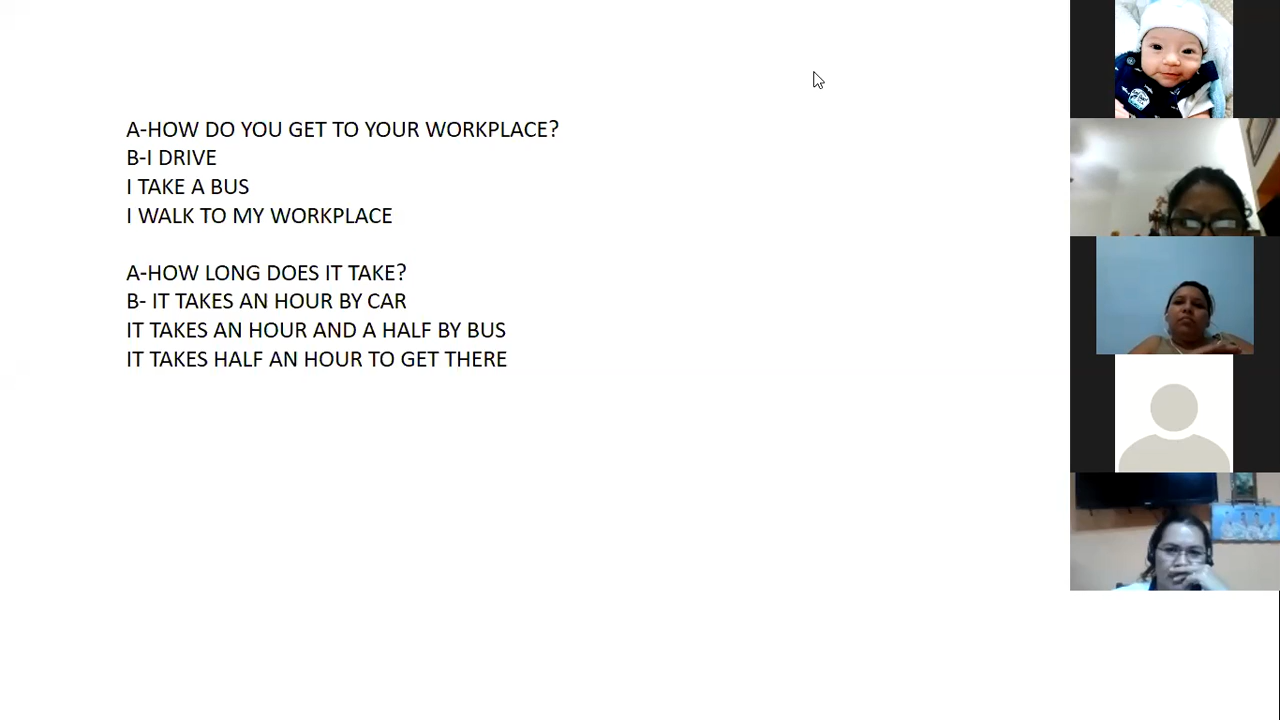 A-HOW DO YOU GET TO YOUR WORKPLACE?
B-I DRIVE
I TAKE A BUS
I WALK TO MY WORKPLACE
A-HOW LONG DOES IT TAKE?
B- IT TAKES AN HOUR BY CAR
IT TAKES AN HOUR AND A HALF BY BUS
IT TAKES HALF AN HOUR TO GET THERE